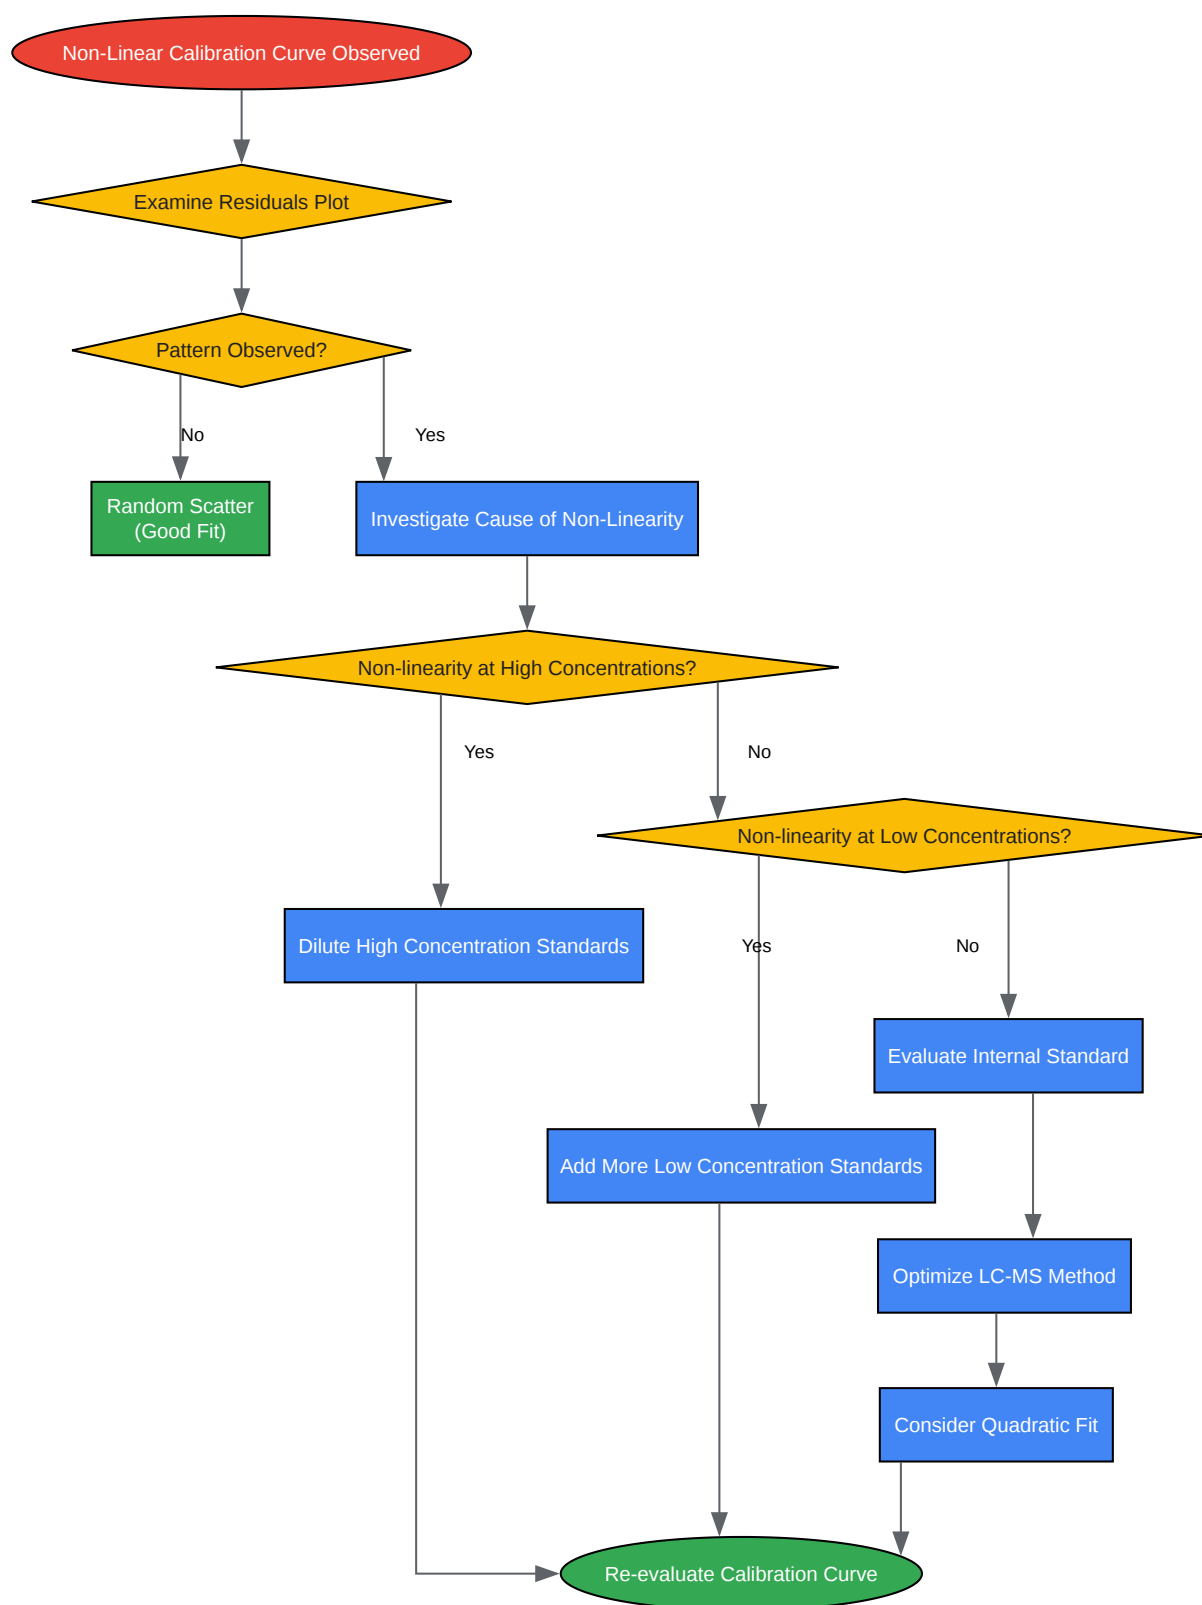 Non-Linear Calibration Curve Observed
Examine Residuals Plot
Pattern Observed?
No
Yes
Random Scatter
(Good Fit)
Investigate Cause of Non-Linearity
Non-linearity at High Concentrations?
Yes
No
Non-linearity at Low Concentrations?
Dilute High Concentration Standards
Yes
No
Evaluate Internal Standard
Add More Low Concentration Standards
Optimize LC-MS Method
Consider Quadratic Fit
Re-evaluate Calibration Curve